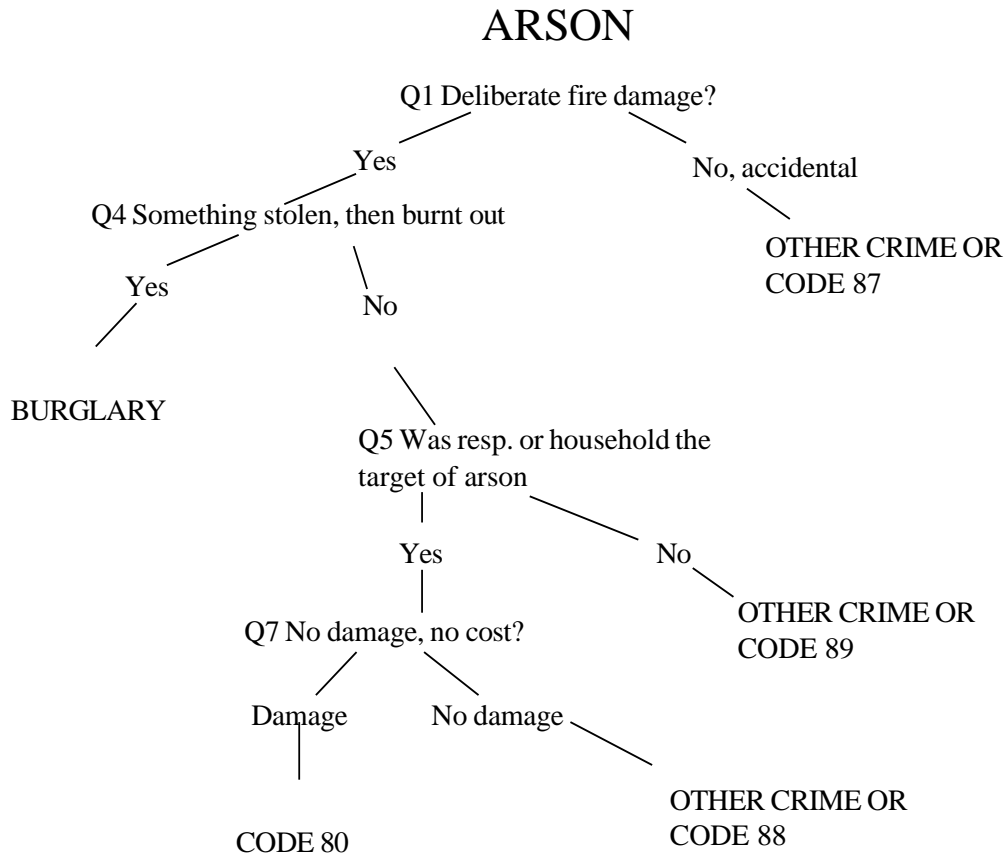 ARSON
Q1 Deliberate fire damage?
Yes
No, accidental
Q4 Something stolen, then burnt out
OTHER CRIME OR
CODE 87
Yes
No
BURGLARY
Q5 Was resp. or household the
target of arson
Yes
No
OTHER CRIME OR
CODE 89
Q7 No damage, no cost?
Damage
No damage
OTHER CRIME OR
CODE 88
CODE 80